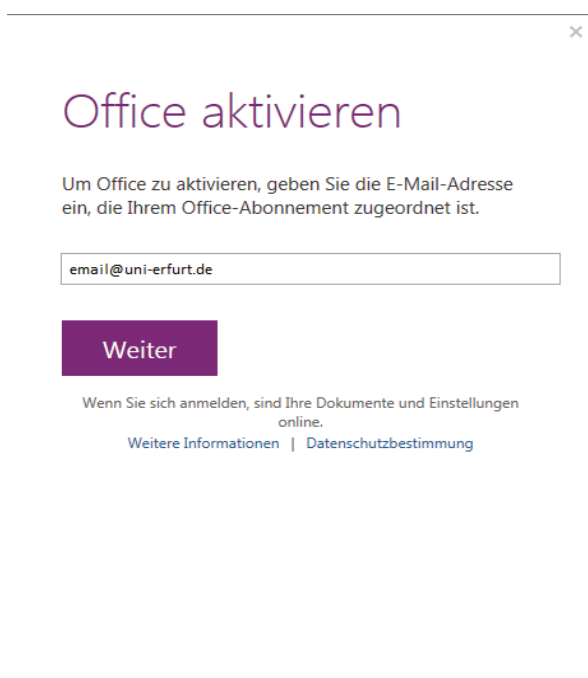 Office aktivieren
Um Office zu aktivieren, geben Sie die E-Mail-Adresse
ein, die Ihrem Office-Abonnement zugeordnet ist.
email@uni-erfurt.de
Weiter
Wenn Sie sich anmelden, sind Ihre Dokumente und Einstellungen
online.
Weitere Informationen | Datenschutzbestimmung